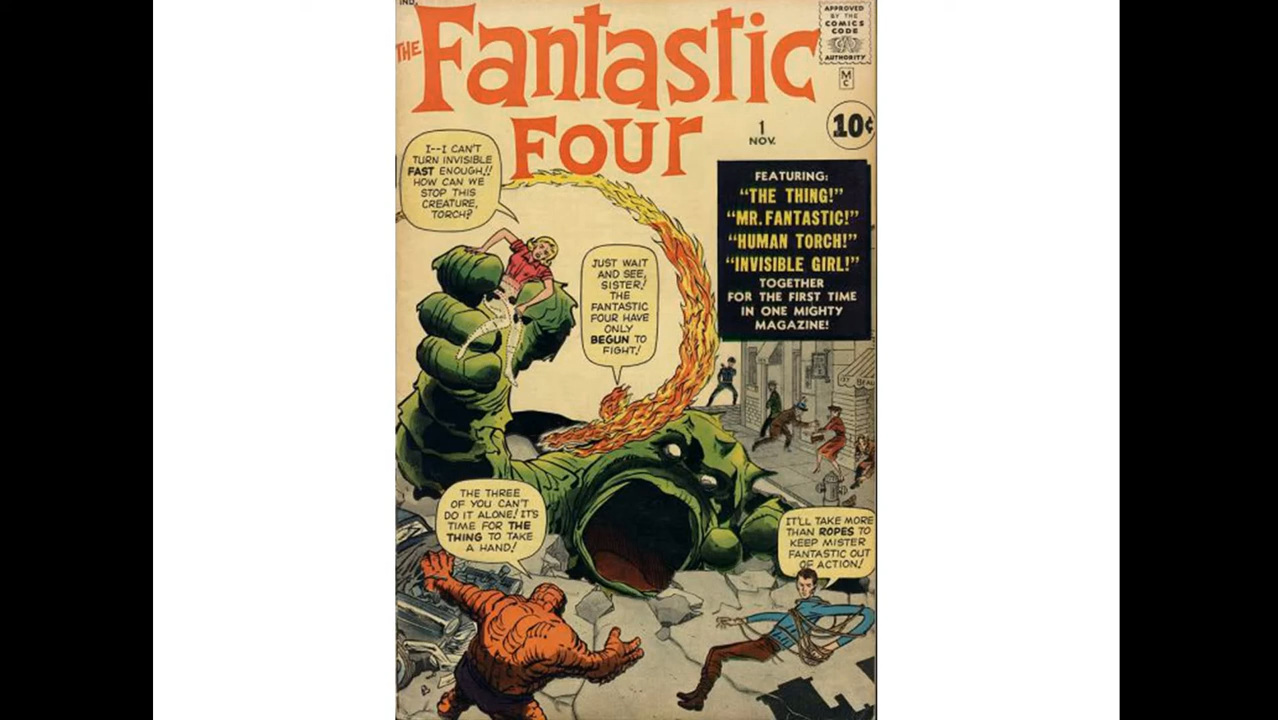 IND.
THE
Fantastic
FOUR
APPROVED
BY THE
COMICS
CODE
CA
AUTHORITY
M
C
1
NOV.
10¢
I--I CAN'T
TURN INVISIBLE
FAST ENOUGH!!
HOW CAN WE
STOP THIS
CREATURE,
TORCH?
FEATURING:
"THE THING!"
"MR. FANTASTIC!"
"HUMAN TORCH!"
"INVISIBLE GIRL!"
TOGETHER
FOR THE FIRST TIME
IN ONE MIGHTY
MAGAZINE!
JUST WAIT
AND SEE,
SISTER!
THE
FANTASTIC
FOUR HAVE
ONLY
BEGUN TO
FIGHT!
THE THREE
OF YOU CAN'T
DO IT ALONE! IT'S
TIME FOR THE
THING TO TAKE
A HAND!
IT'LL TAKE MORE
THAN ROPES TO
KEEP MISTER
FANTASTIC OUT
OF ACTION!